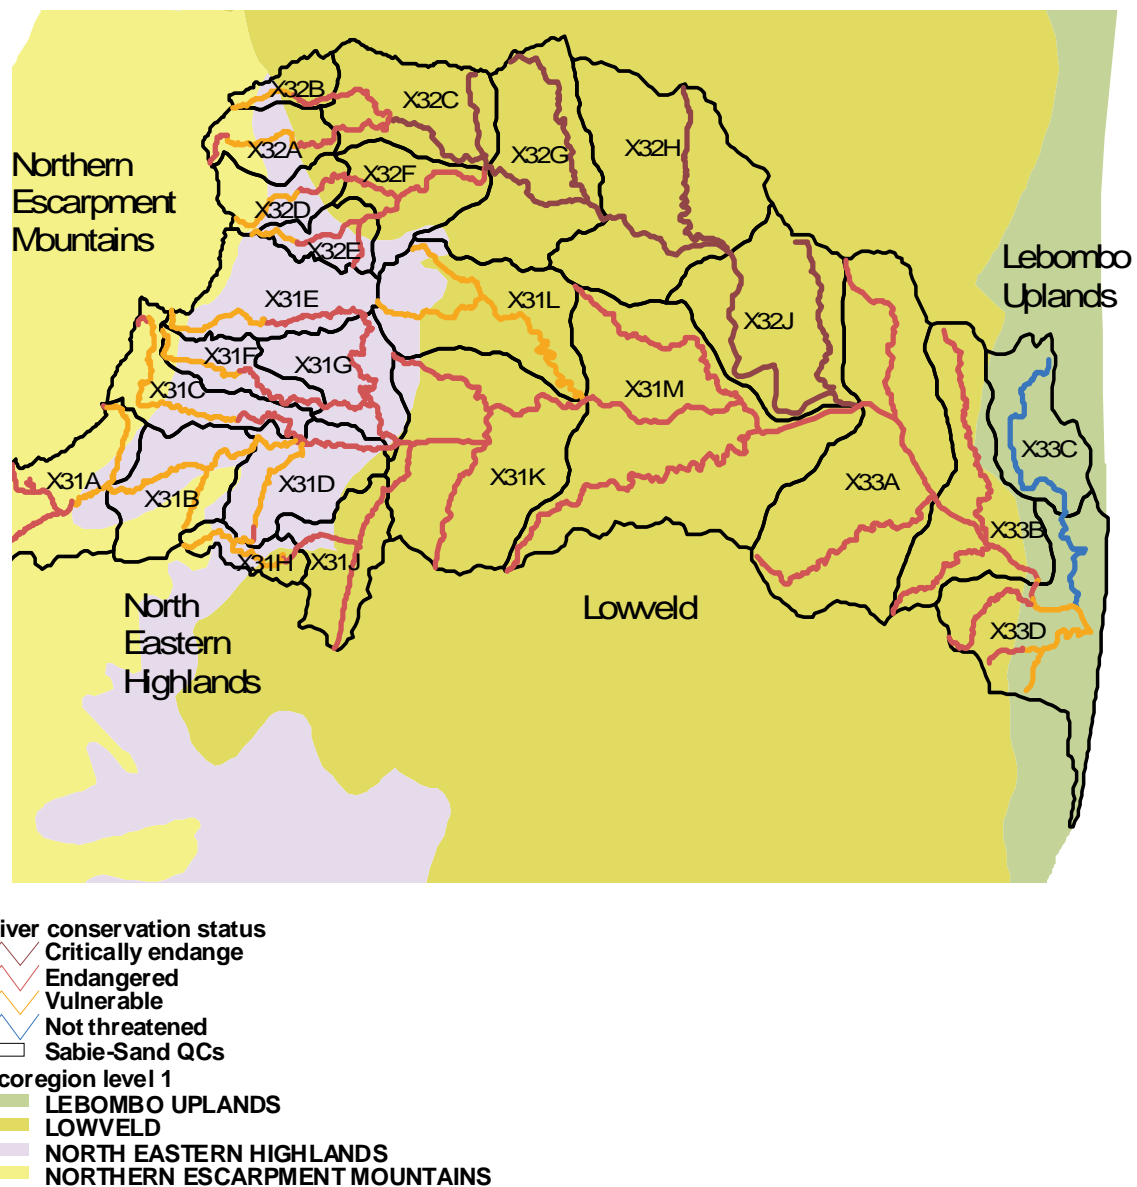 X32B
X32C
X32A
X32G
X32H
Northern
Escarpment
Mountains
X32F
X32D
X32E
Lebombo
Uplands
X31E
X31L
X32J
X31F
X31G
X31C
X31M
X31A
X31B
X31D
X31K
X33A
X33C
X33B
X31H
X31J
North
Eastern
Highlands
Lowveld
X33D
iver conservation status
Critically endange
Endangered
Vulnerable
Not threatened
Sabie-Sand QCs
coregion level 1
LEBOMBO UPLANDS
LOWVELD
NORTH EASTERN HIGHLANDS
NORTHERN ESCARPMENT MOUNTAINS